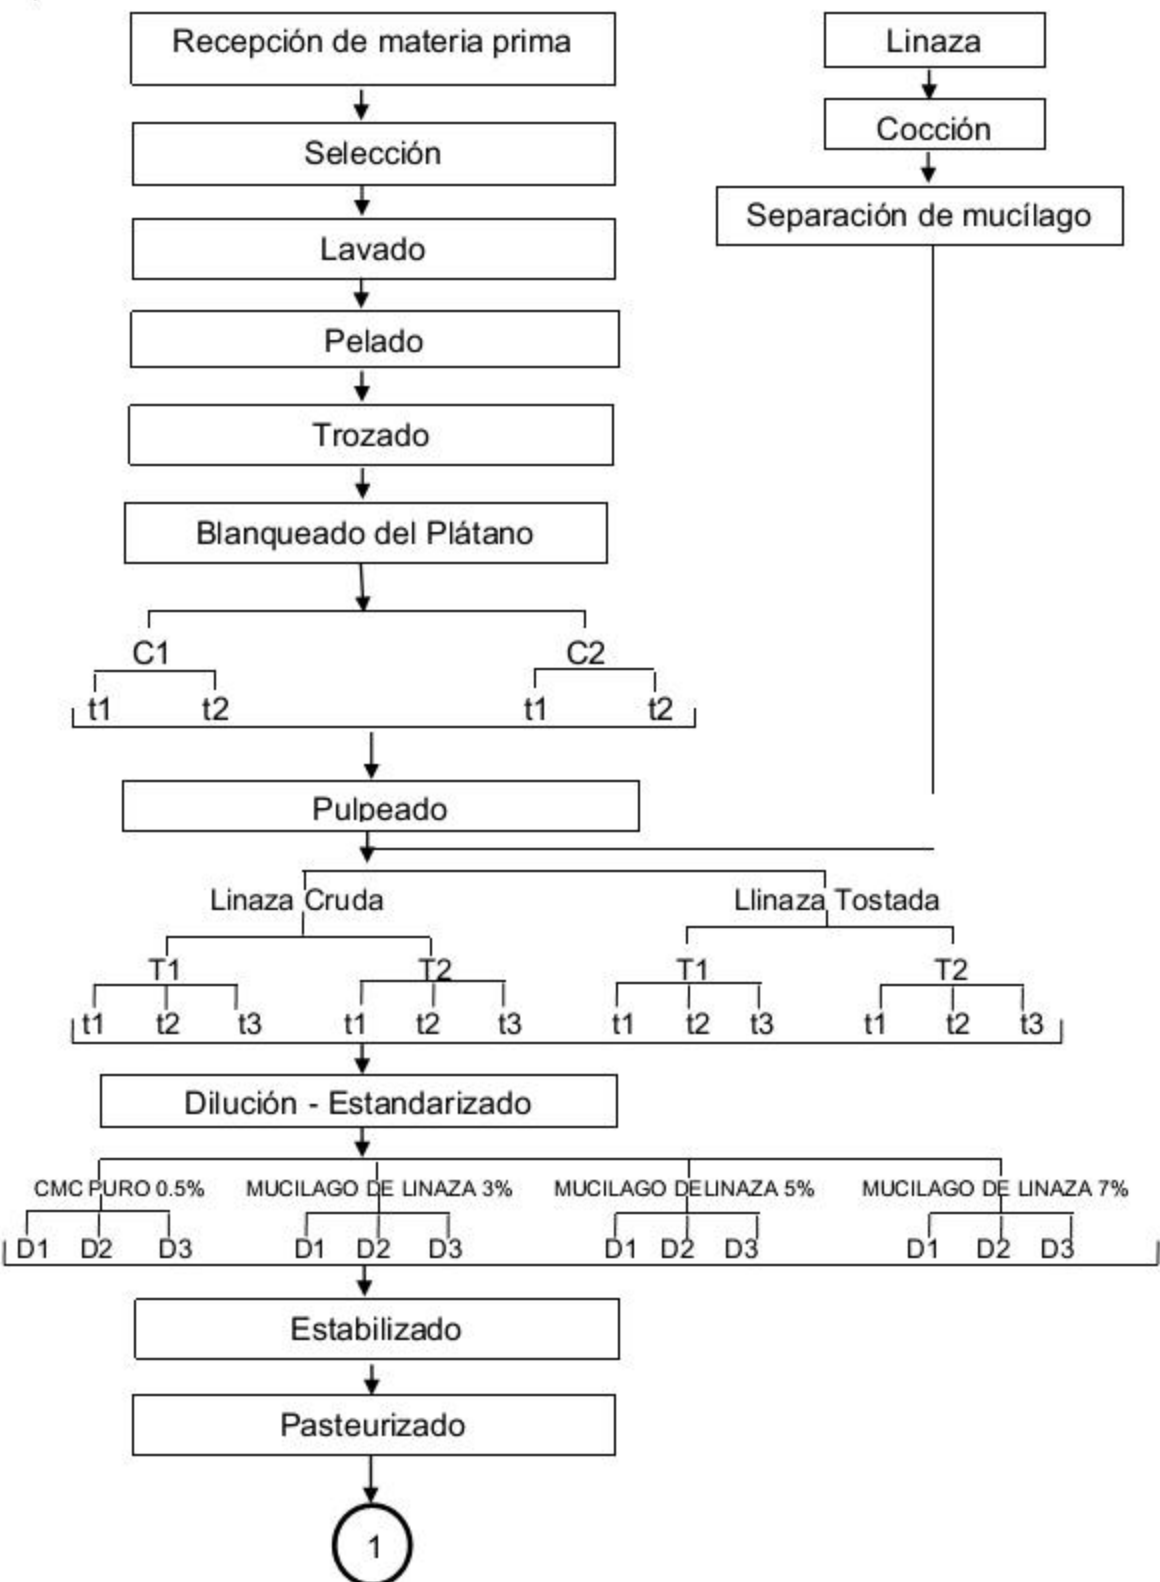 Recepción de materia prima
Selección
Lavado
Pelado
Trozado
Blanqueado del Plátano
C1 C2
t1 t2 t1 t2
Linaza
Cocción
Separación de mucílago
Pulpeado
Linaza Cruda Llinaza Tostada
T1 T2 T1 T2
t1 t2 t3 t1 t2 t3 t1 t2 t3 t1 t2 t3
Dilución - Estandarizado
CMC PURO 0.5% MUCILAGO DE LINAZA 3% MUCILAGO DELINAZA 5% MUCILAGO DE LINAZA 7%
D1 D2 D3 D1 D2 D3 D1 D2 D3 D1 D2 D3
Estabilizado
Pasteurizado
1